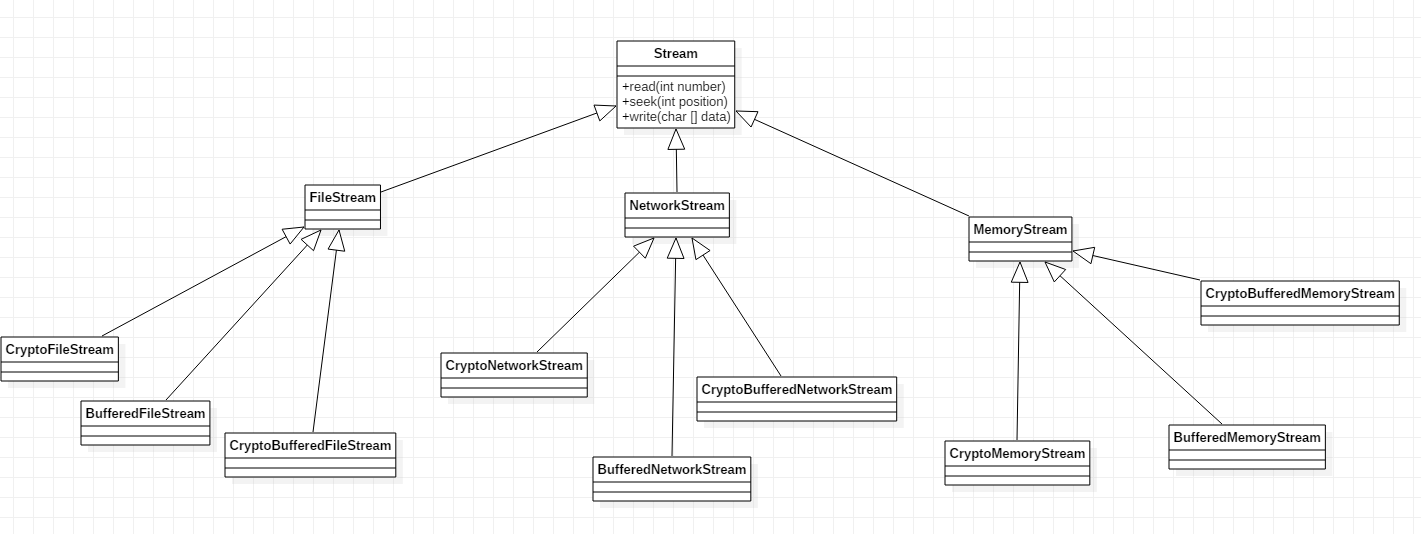 Stream
+read(int number)
+seek(int position)
+write(char [] data)
FileStream
NetworkStream
MemoryStream
CryptoBufferedMemoryStream
CryptoFileStream
CryptoNetworkStream
CryptoBufferedNetworkStream
BufferedFileStream
CryptoBufferedFileStream
BufferedMemoryStream
CryptoMemoryStream
BufferedNetworkStream